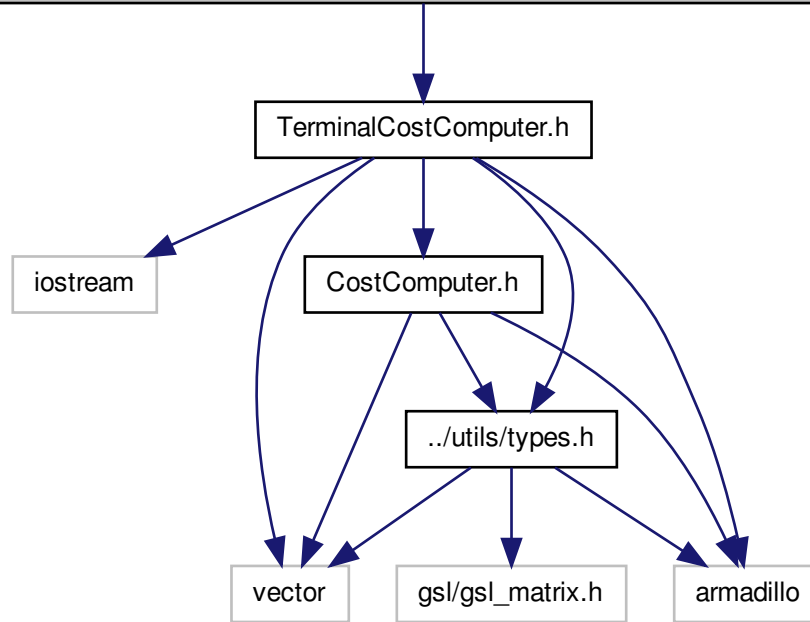 TerminalCostComputer.h
iostream
CostComputer.h
../utils/types.h
vector
gsl/gsl_matrix.h
armadillo